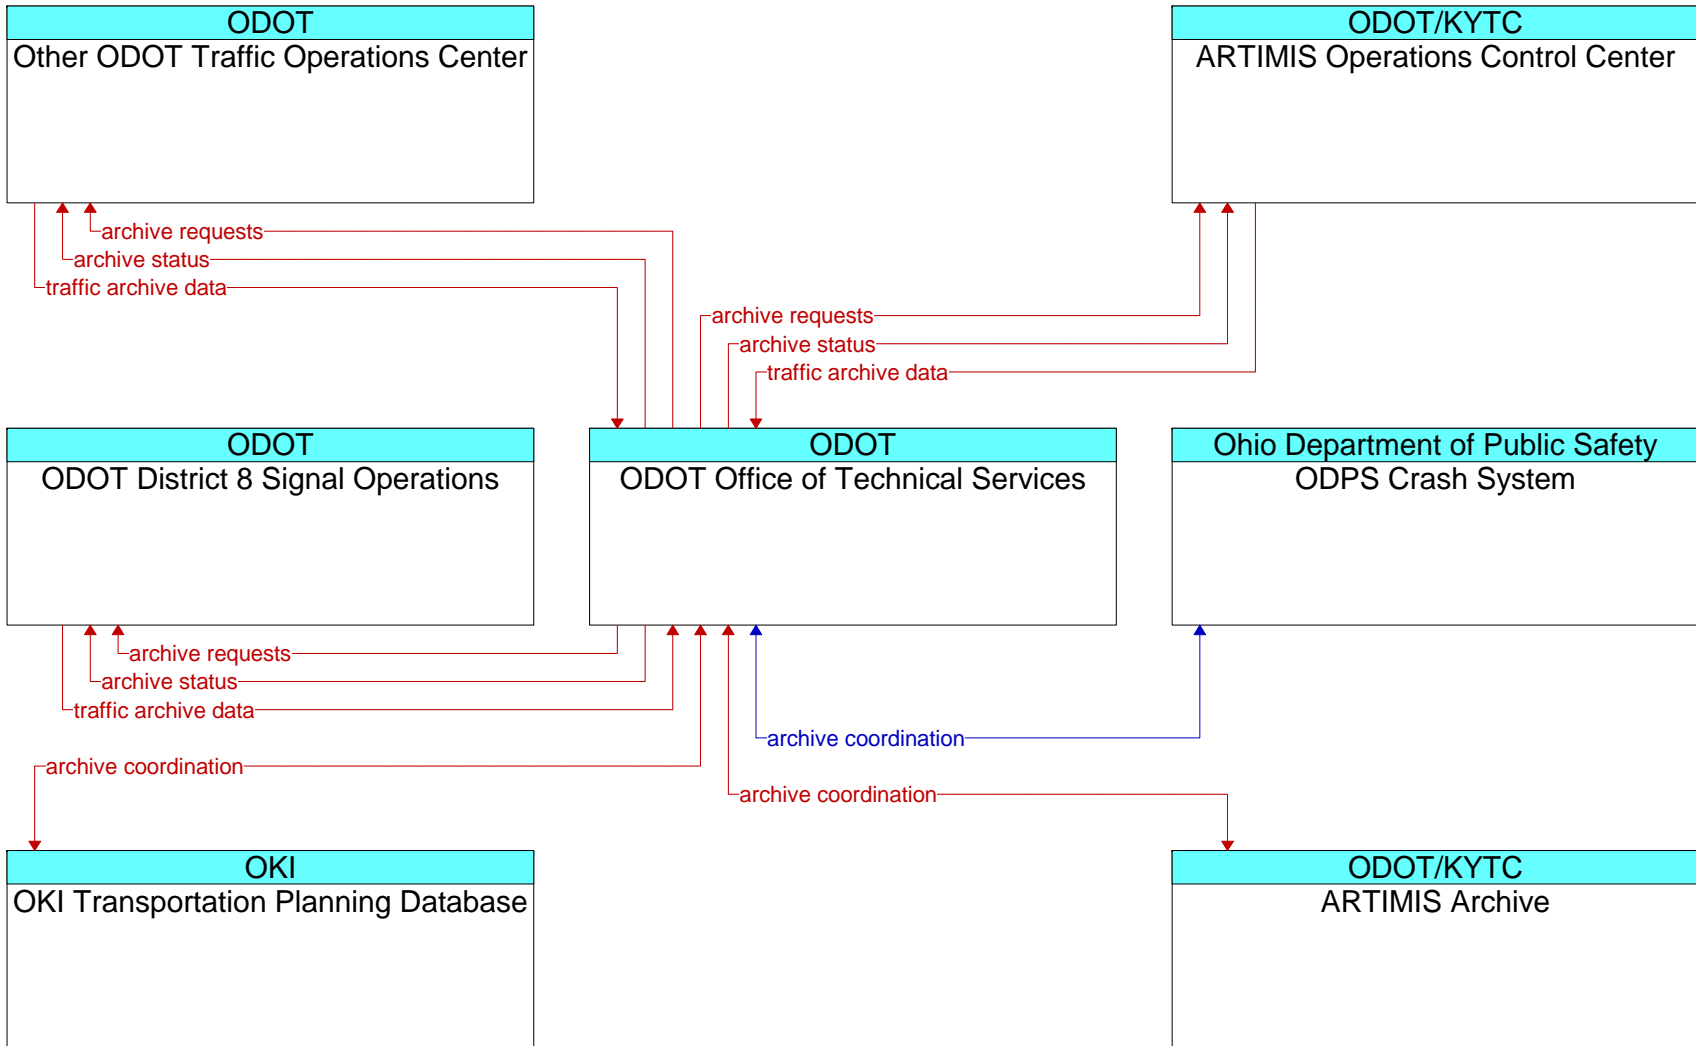 ODOT
Other ODOT Traffic Operations Center
ODOT/KYTC
ARTIMIS Operations Control Center
archive requests
archive status
traffic archive data
archive requests
archive status
traffic archive data
ODOT
ODOT District 8 Signal Operations
ODOT
ODOT Office of Technical Services
Ohio Department of Public Safety
ODPS Crash System
archive requests
archive status
traffic archive data
archive coordination
archive coordination
archive coordination
OKI
OKI Transportation Planning Database
ODOT/KYTC
ARTIMIS Archive